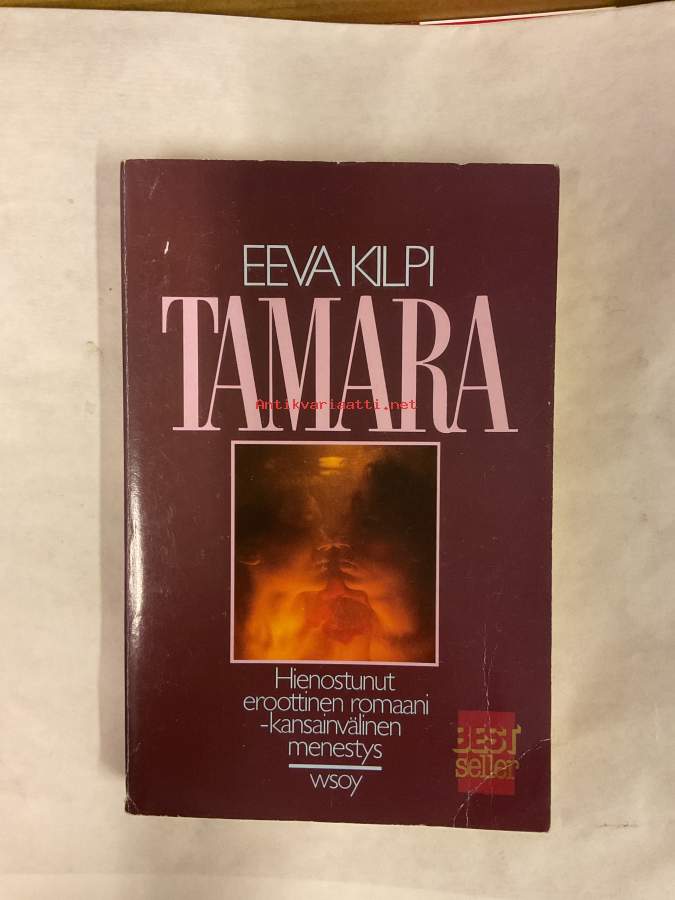 EEVA KILPI
TAMARA
Antikvariaatti.net
Hienostunut
eroottinen romaani
-kansainvälinen
menestys
wsoy
BEST
seller